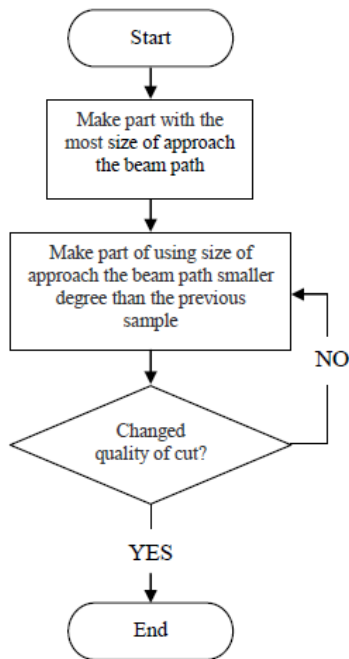 Start
Make part with the
most size of approach
the beam path
Make part of using size of
approach the beam path smaller
degree than the previous
sample
NO
Changed
quality of cut?
YES
End